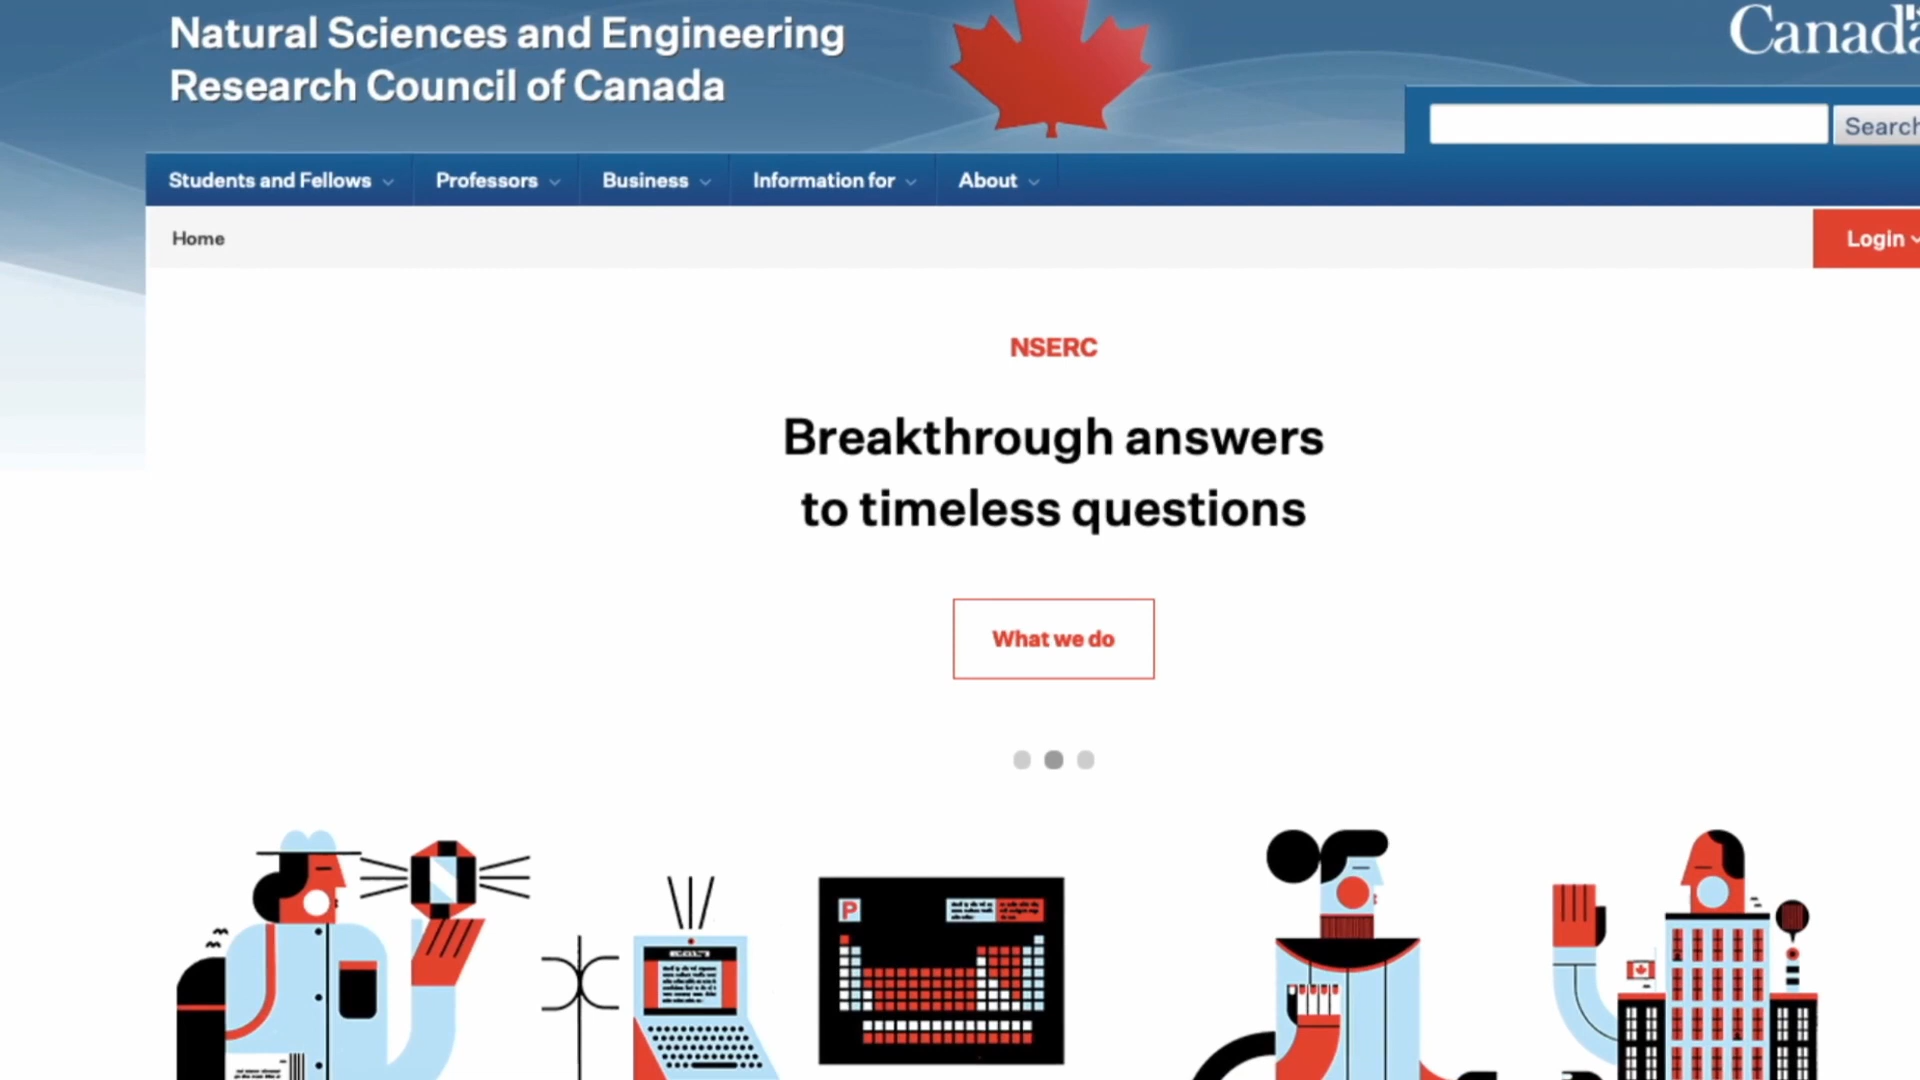 Natural Sciences and Engineering
Research Council of Canada
Search
Students and Fellows
Professors
Business
Information for
About
Home
Login
NSERC
Breakthrough answers
to timeless questions
What we do
P